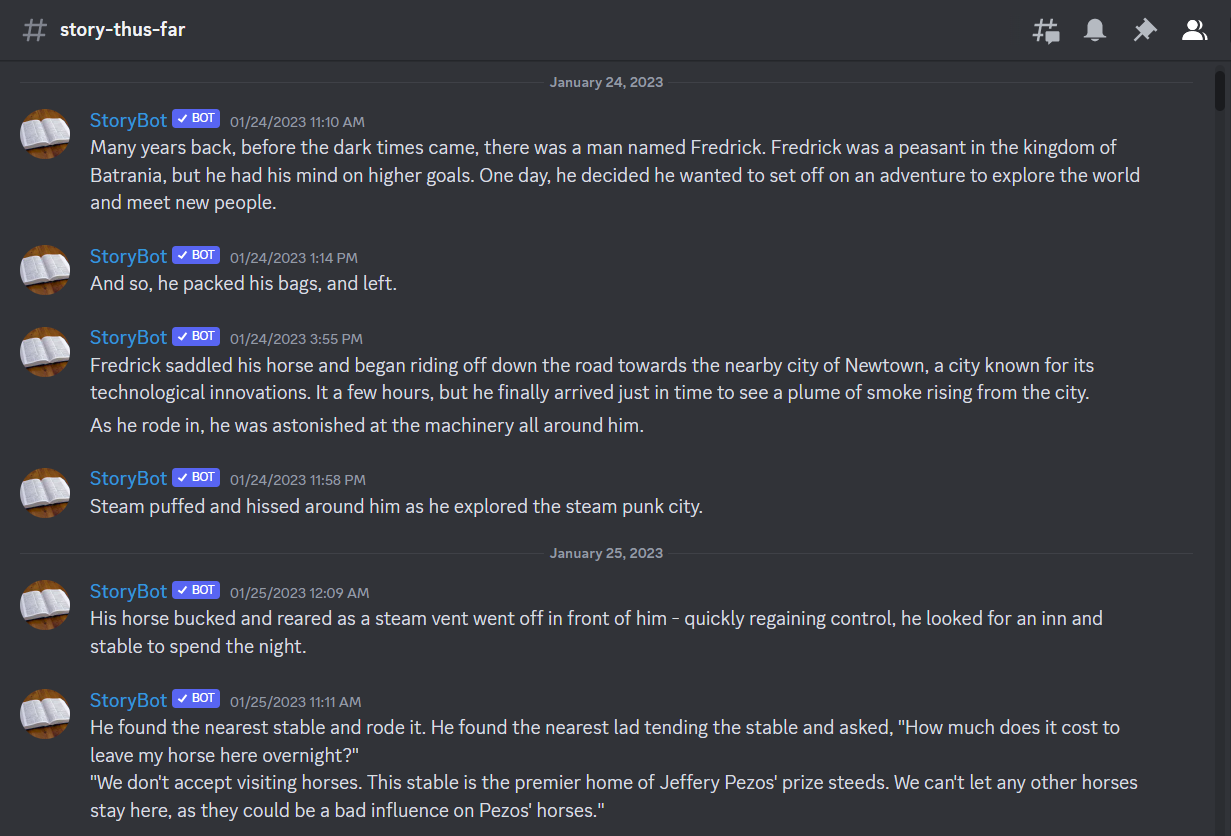 story-thus-far
January 24, 2023
StoryBot ✓ BOT 01/24/2023 11:10 AM
Many years back, before the dark times came, there was a man named Fredrick. Fredrick was a peasant in the kingdom of
Batrania, but he had his mind on higher goals. One day, he decided he wanted to set off on an adventure to explore the world
and meet new people.
StoryBot ✓ BOT 01/24/2023 1:14 PM
And so, he packed his bags, and left.
StoryBot ✓ BOT 01/24/2023 3:55 PM
Fredrick saddled his horse and began riding off down the road towards the nearby city of Newtown, a city known for its
technological innovations. It a few hours, but he finally arrived just in time to see a plume of smoke rising from the city.
As he rode in, he was astonished at the machinery all around him.
StoryBot ✓ BOT 01/24/2023 11:58 PM
Steam puffed and hissed around him as he explored the steam punk city.
January 25, 2023
StoryBot ✓ BOT 01/25/2023 12:09 AM
His horse bucked and reared as a steam vent went off in front of him - quickly regaining control, he looked for an inn and
stable to spend the night.
StoryBot ✓ BOT 01/25/2023 11:11 AM
He found the nearest stable and rode it. He found the nearest lad tending the stable and asked, "How much does it cost to
leave my horse here overnight?"
"We don't accept visiting horses. This stable is the premier home of Jeffery Pezos' prize steeds. We can't let any other horses
stay here, as they could be a bad influence on Pezos' horses."